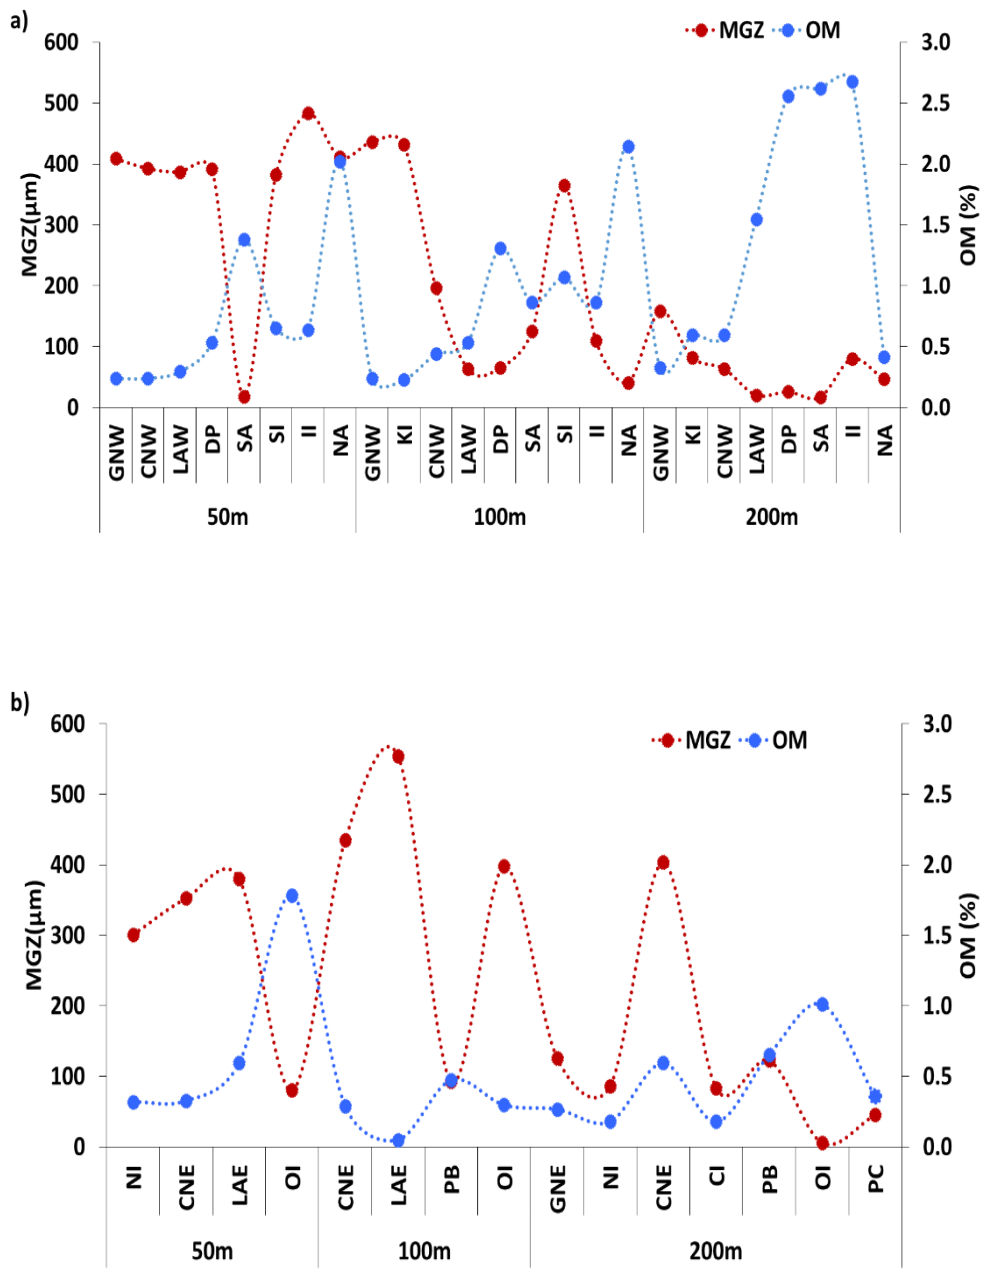 a)
MGZ OM
600 3.0
500 2.5
400 2.0
300 1.5
200 1.0
100 0.5
0 0.0
MGZ(µm)
OM (%)
GNW CNW LAW DP SA SI II NA GNW KI CNW LAW DP SA SI II NA GNW KI CNW LAW DP SA II NA
50m 100m 200m
b)
MGZ OM
600 3.0
500 2.5
400 2.0
300 1.5
200 1.0
100 0.5
0 0.0
MGZ(µm)
OM (%)
NI CNE LAE OI CNE LAE PB OI GNE NI CNE CI PB OI PC
50m 100m 200m